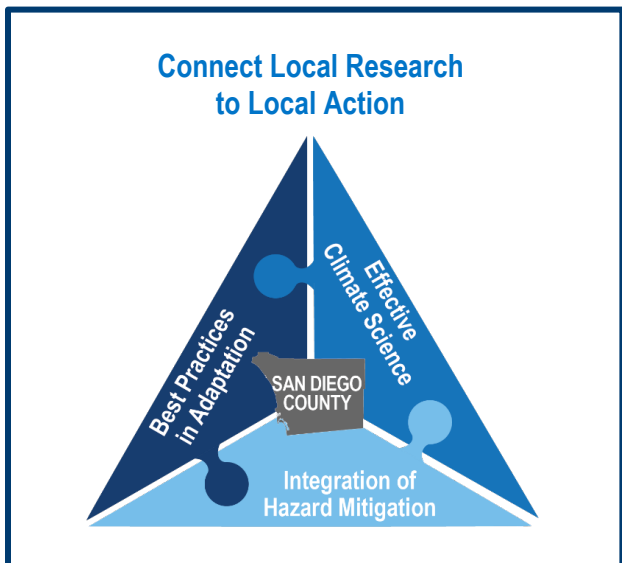 Connect Local Research
to Local Action
Effective
Climate Science
Best Practices
in Adaptation
SAN DIEGO
COUNTY
Integration of
Hazard Mitigation